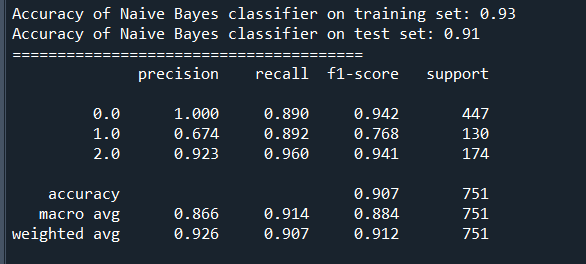 Accuracy of Naive Bayes classifier on training set: 0.93
Accuracy of Naive Bayes classifier on test set: 0.91
=======================================
precision recall f1-score support
0.0 1.000 0.890 0.942 447
1.0 0.674 0.892 0.768 130
2.0 0.923 0.960 0.941 174
accuracy 0.907 751
macro avg 0.866 0.914 0.884 751
weighted avg 0.926 0.907 0.912 751